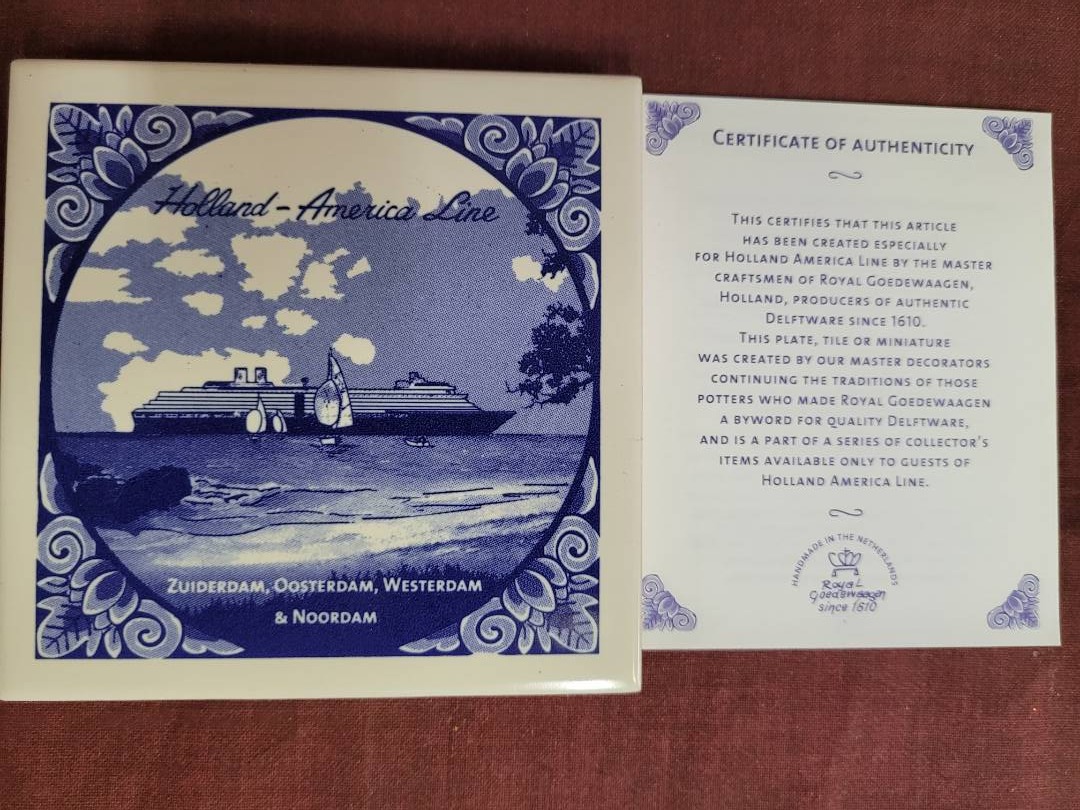 Holland - America Line
ZUIDERDAM, OOSTERDAM, WESTERDAM
& NOORDAM
CERTIFICATE OF AUTHENTICITY
THIS CERTIFIES THAT THIS ARTICLE
HAS BEEN CREATED ESPECIALLY
FOR HOLLAND AMERICA LINE BY THE MASTER
CRAFTSMEN OF ROYAL GOEDEWAAGEN,
HOLLAND, PRODUCERS OF AUTHENTIC
DELFTWARE SINCE 1610.
THIS PLATE, TILE OR MINIATURE
WAS CREATED BY OUR MASTER DECORATORS
CONTINUING THE TRADITIONS OF THOSE
POTTERS WHO MADE ROYAL GOEDEWAAGEN
A BYWORD FOR QUALITY DELFTWARE,
AND IS A PART OF A SERIES OF COLLECTOR'S
ITEMS AVAILABLE ONLY TO GUESTS OF
HOLLAND AMERICA LINE.
HANDMADE IN THE NETHERLANDS
Royal
Goedewaagen
since 1610